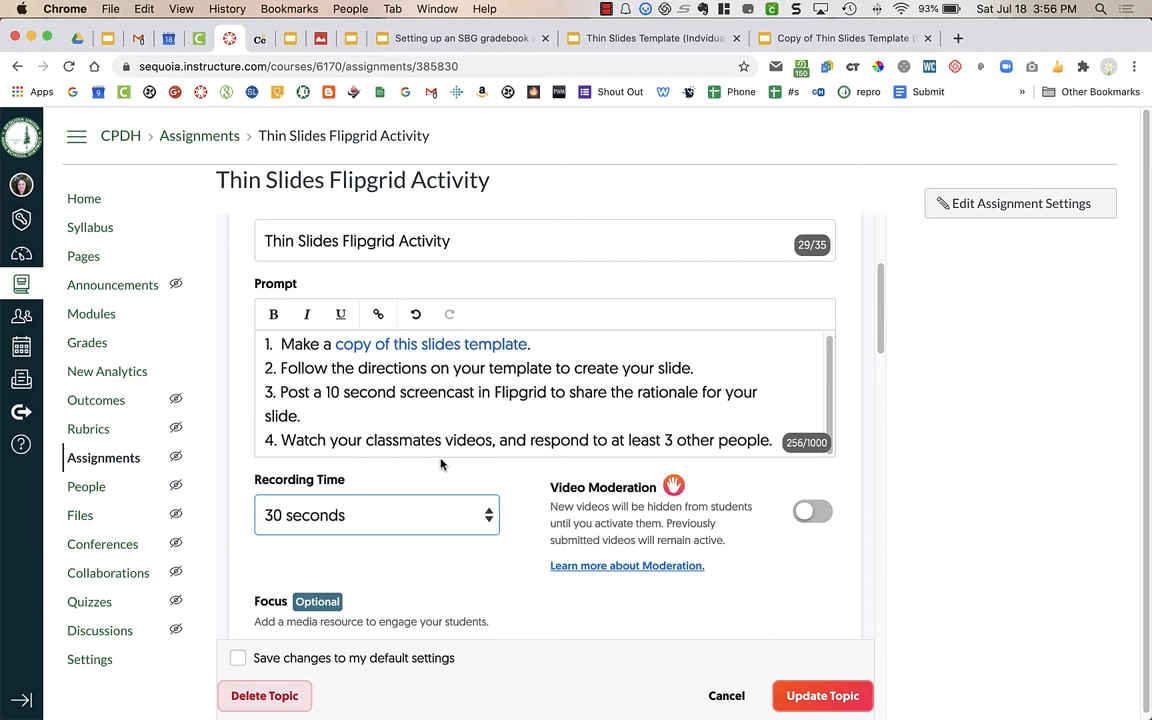 Chrome File Edit View History Bookmarks People Tab Window Help 93% Sat Jul 18 3:56 PM
Setting up an SBG gradebook Thin Slides Template (Indvidua Copy of Thin Slides Template (
sequoia.instructure.com/courses/6170/assignments/385830
Apps Shout Out Phone #s repro Submit » Other Bookmarks
CPDH › Assignments › Thin Slides Flipgrid Activity
Thin Slides Flipgrid Activity
Edit Assignment Settings
Home
Syllabus
Pages
Announcements
Modules
Grades
New Analytics
Outcomes
Rubrics
Assignments
People
Files
Conferences
Collaborations
Quizzes
Discussions
Settings
Thin Slides Flipgrid Activity 29/35
Prompt
B I U
1. Make a copy of this slides template.
2. Follow the directions on your template to create your slide.
3. Post a 10 second screencast in Flipgrid to share the rationale for your
slide.
4. Watch your classmates videos, and respond to at least 3 other people.
256/1000
Recording Time
30 seconds
Video Moderation
New videos will be hidden from students
until you activate them. Previously
submitted videos will remain active.
Learn more about Moderation.
Focus Optional
Add a media resource to engage your students.
Save changes to my default settings
Delete Topic Cancel Update Topic